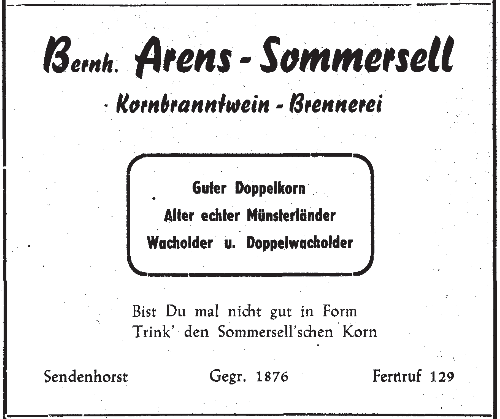 Bernh. Arens - Sommersell
Kornbranntwein - Brennerei
Guter Doppelkorn
Alter echter Münsterländer
Wacholder u. Doppelwacholder
Bist Du mal nicht gut in Form
Trink' den Sommersell'schen Korn
Sendenhorst Gegr. 1876 Fernruf 129